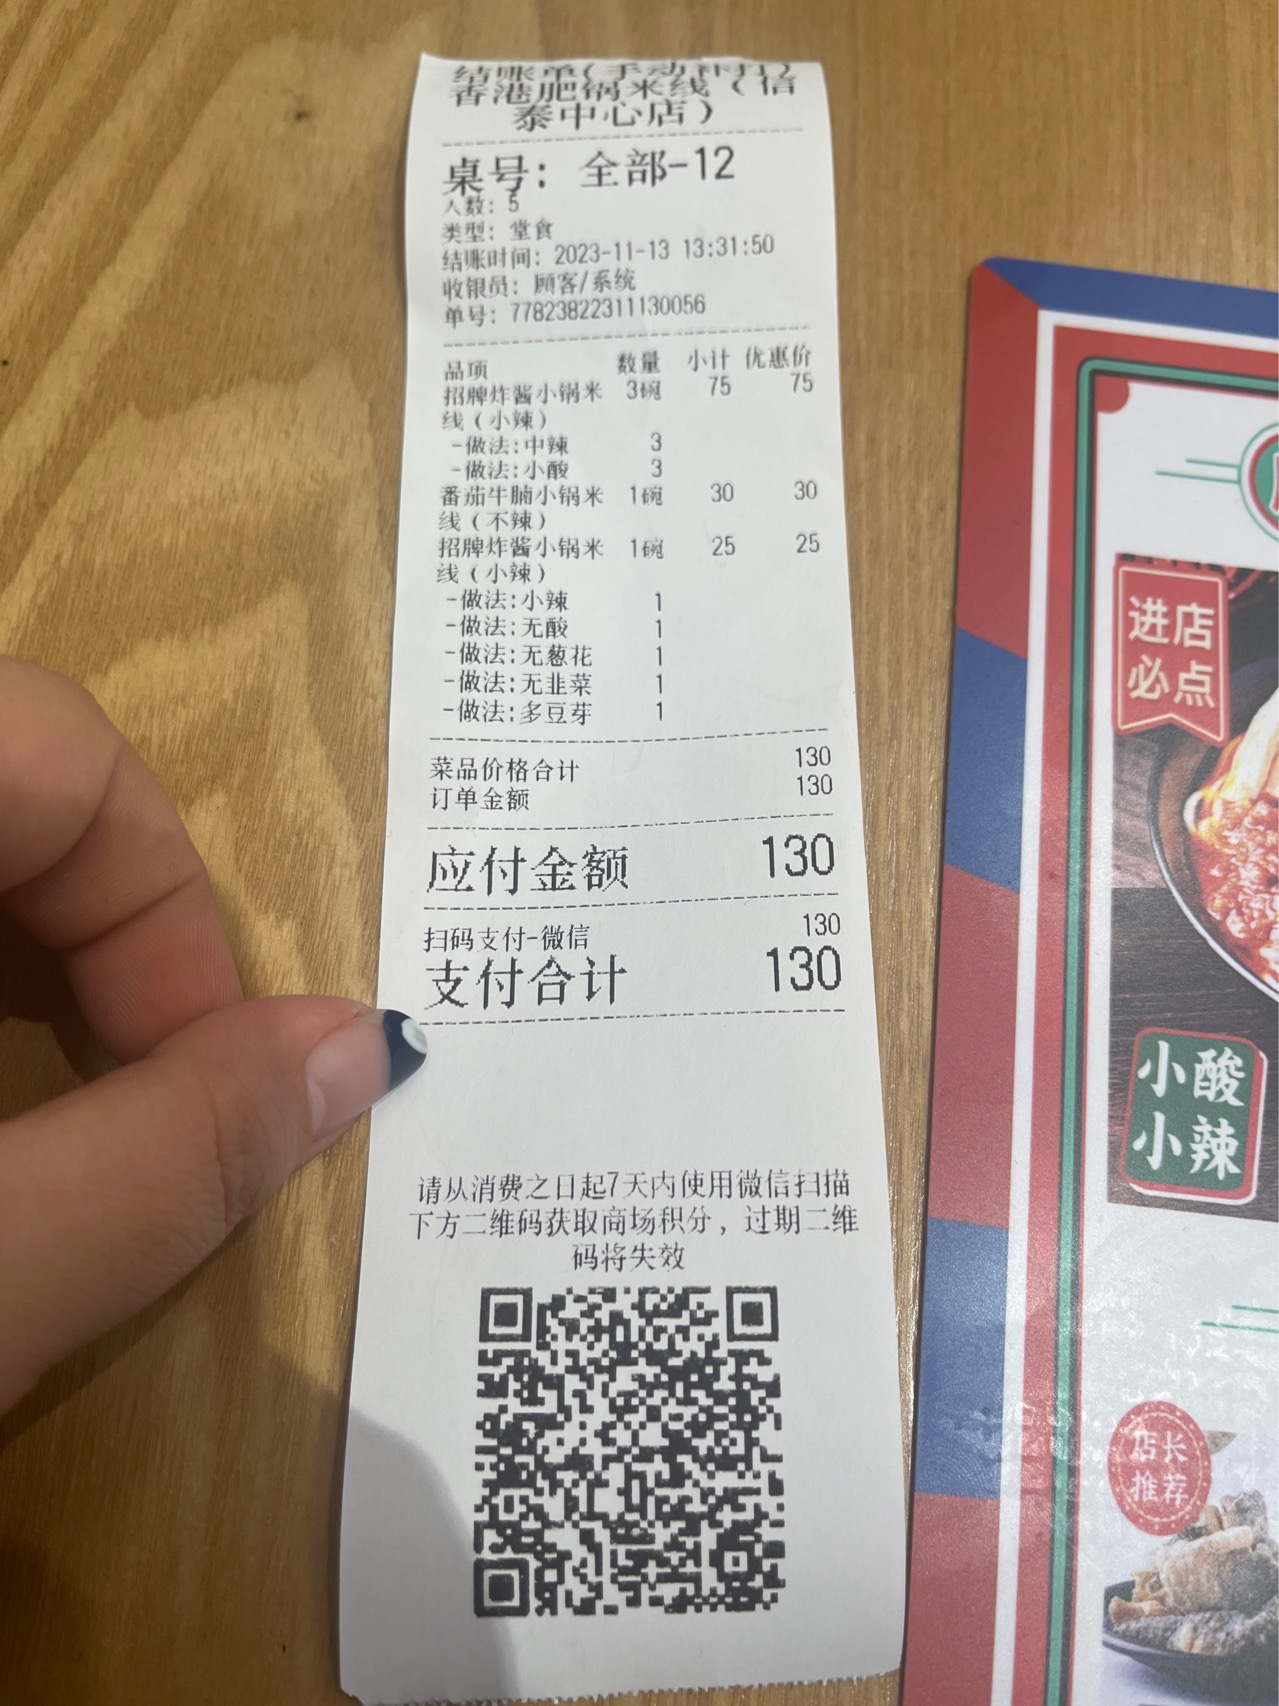 结账单(手动补打)
香港肥锅米线（信
泰中心店）
桌号: 全部-12
人数: 5
类型: 堂食
结账时间: 2023-11-13 13:31:50
收银员: 顾客/系统
单号: 77823822311130056
品项 数量 小计 优惠价
招牌炸酱小锅米 3碗 75 75
线（小辣）
-做法:中辣 3
-做法:小酸 3
番茄牛腩小锅米 1碗 30 30
线（不辣）
招牌炸酱小锅米 1碗 25 25
线（小辣）
-做法:小辣 1
-做法:无酸 1
-做法:无葱花 1
-做法:无韭菜 1
-做法:多豆芽 1
菜品价格合计 130
订单金额 130
应付金额 130
扫码支付-微信 130
支付合计 130
请从消费之日起7天内使用微信扫描
下方二维码获取商场积分，过期二维
码将失效
进店
必点
小酸
小辣
店长
推荐